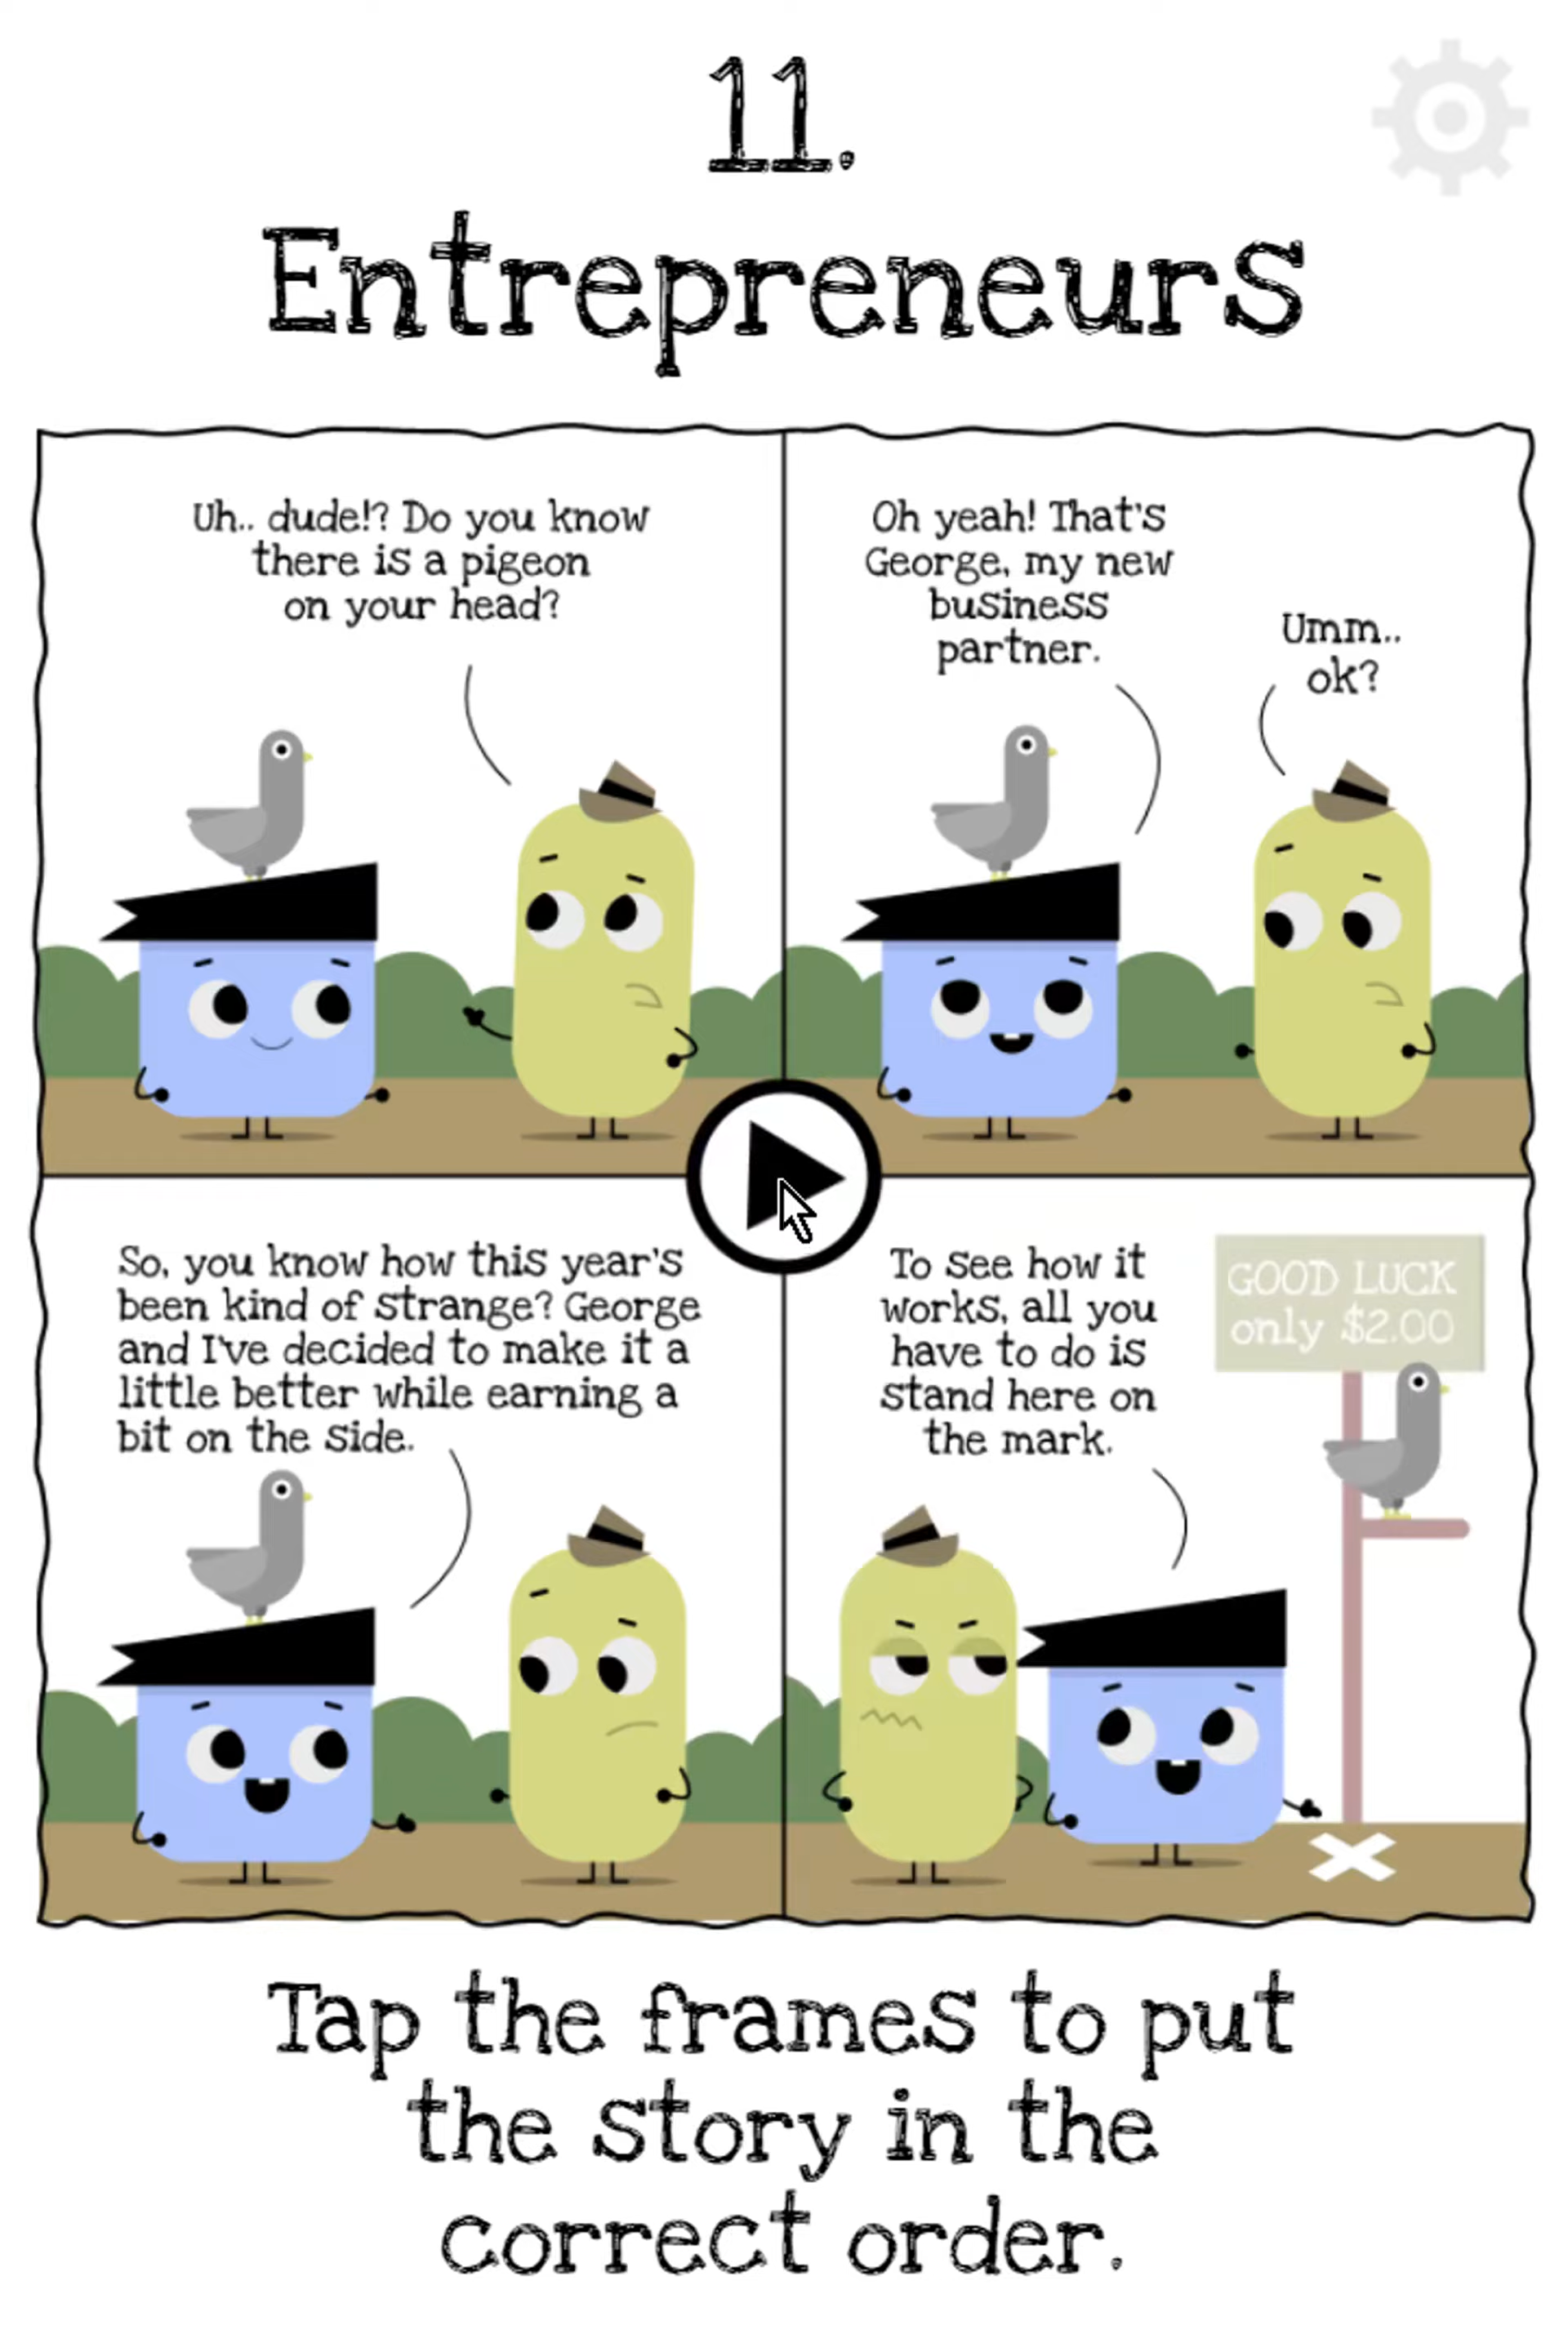 11.
Entrepreneurs
Uh.. dude!? Do you know
there is a pigeon
on your head?
Oh yeah! That's
George, my new
business
partner.
Umm..
ok?
So, you know how this year's
been kind of strange? George
and I've decided to make it a
little better while earning a
bit on the side.
To see how it
works, all you
have to do is
stand here on
the mark.
GOOD LUCK
only $2.00
Tap the frames to put
the story in the
correct order.